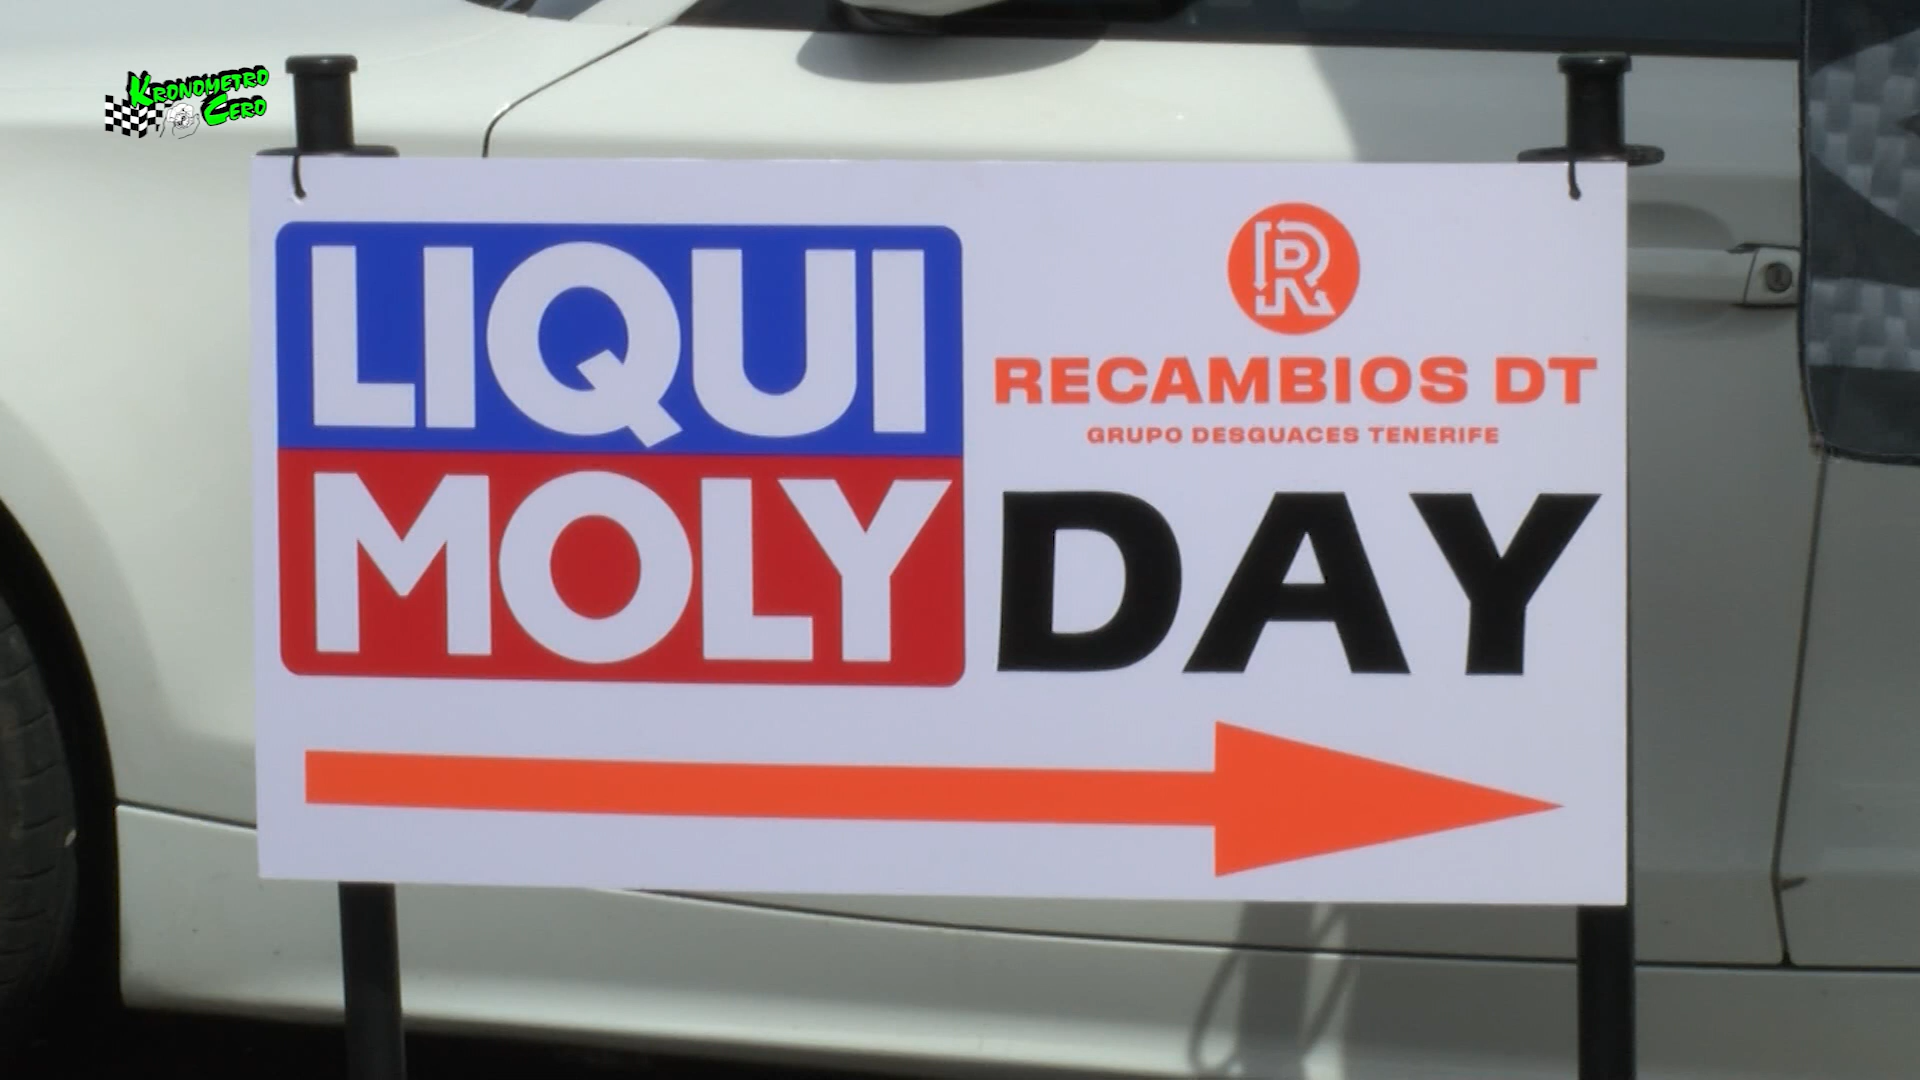 KRONOMETRO
CERO
LIQUI
MOLY
R
RECAMBIOS DT
GRUPO DESGUACES TENERIFE
DAY